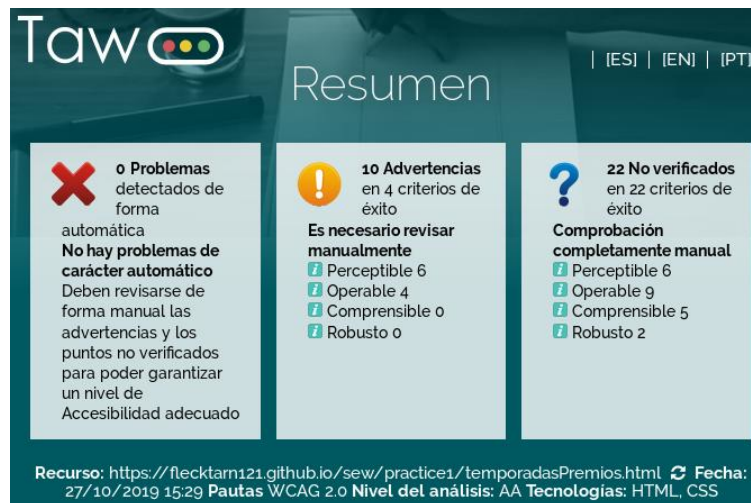 Taw
| [ES] | [EN] | [PT]
Resumen
0 Problemas
detectados de
forma
automática
No hay problemas de
carácter automático
Deben revisarse de
forma manual las
advertencias y los
puntos no verificados
para poder garantizar
un nivel de
Accesibilidad adecuado
10 Advertencias
en 4 criterios de
éxito
Es necesario revisar
manualmente
Perceptible 6
Operable 4
Comprensible 0
Robusto 0
22 No verificados
en 22 criterios de
éxito
Comprobación
completamente manual
Perceptible 6
Operable 9
Comprensible 5
Robusto 2
Recurso: https://flecktarn121.github.io/sew/practice1/temporadasPremios.html Fecha:
27/10/2019 15:29 Pautas WCAG 2.0 Nivel del análisis: AA Tecnologías: HTML, CSS